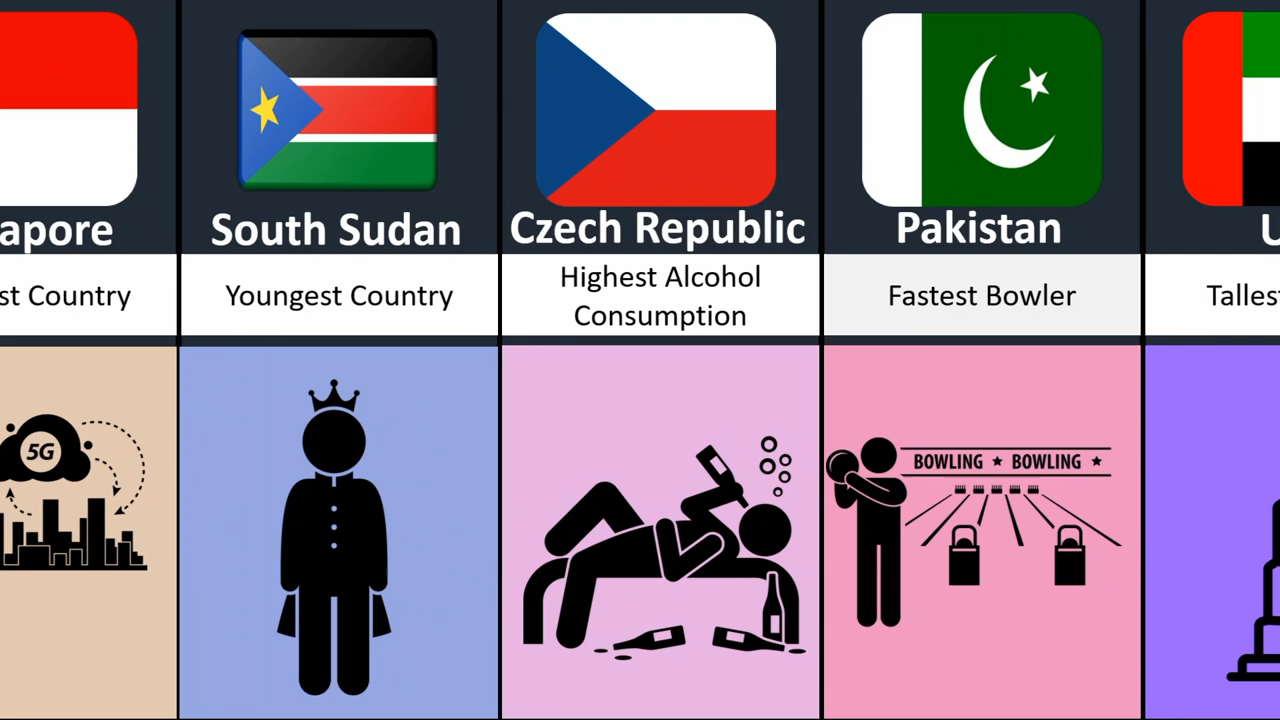 apore
st Country
5G
South Sudan
Youngest Country
Czech Republic
Highest Alcohol
Consumption
Pakistan
Fastest Bowler
BOWLING ★ BOWLING ★
U
Talles